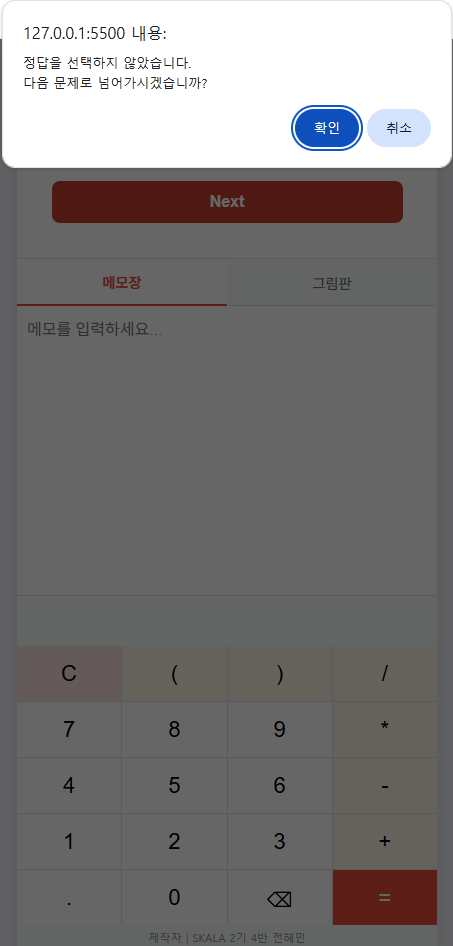 127.0.0.1:5500 내용:
정답을 선택하지 않았습니다.
다음 문제로 넘어가시겠습니까?
확인 취소
Next
메모장 그림판
메모를 입력하세요...
C ( ) /
7 8 9 *
4 5 6 -
1 2 3 +
. 0 ⌫ =
제작자 | SKALA 2기 4반 전혜민